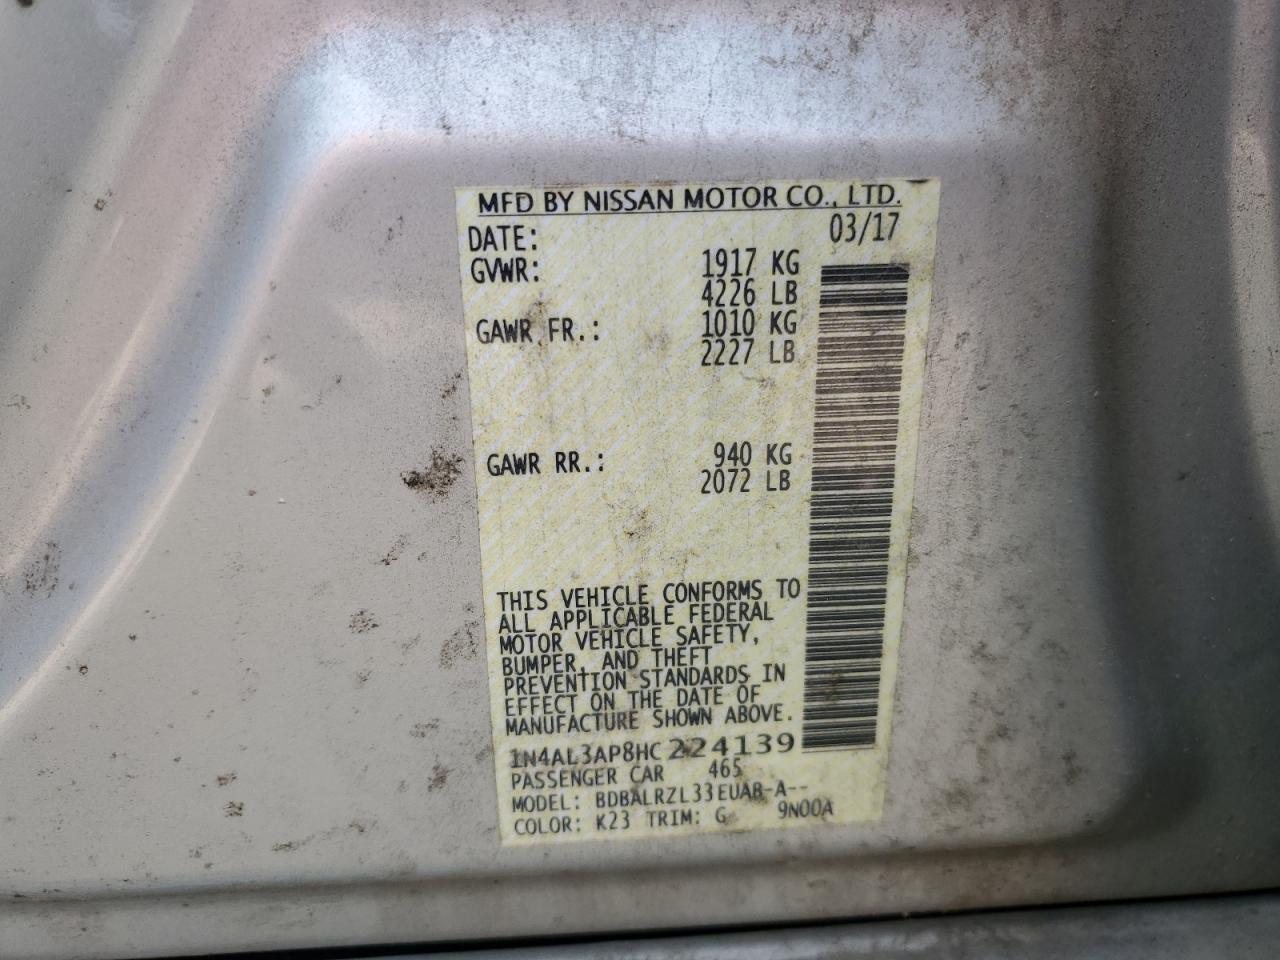 MFD BY NISSAN MOTOR CO., LTD.
DATE: 03/17
GVWR: 1917 KG
4226 LB
GAWR FR.: 1010 KG
2227 LB
GAWR RR.: 940 KG
2072 LB
THIS VEHICLE CONFORMS TO
ALL APPLICABLE FEDERAL
MOTOR VEHICLE SAFETY,
BUMPER, AND THEFT
PREVENTION STANDARDS IN
EFFECT ON THE DATE OF
MANUFACTURE SHOWN ABOVE.
1N4AL3AP8HC224139
PASSENGER CAR 465
MODEL: BDBALRZL33EUAB-A--
COLOR: K23 TRIM: G 9N00A